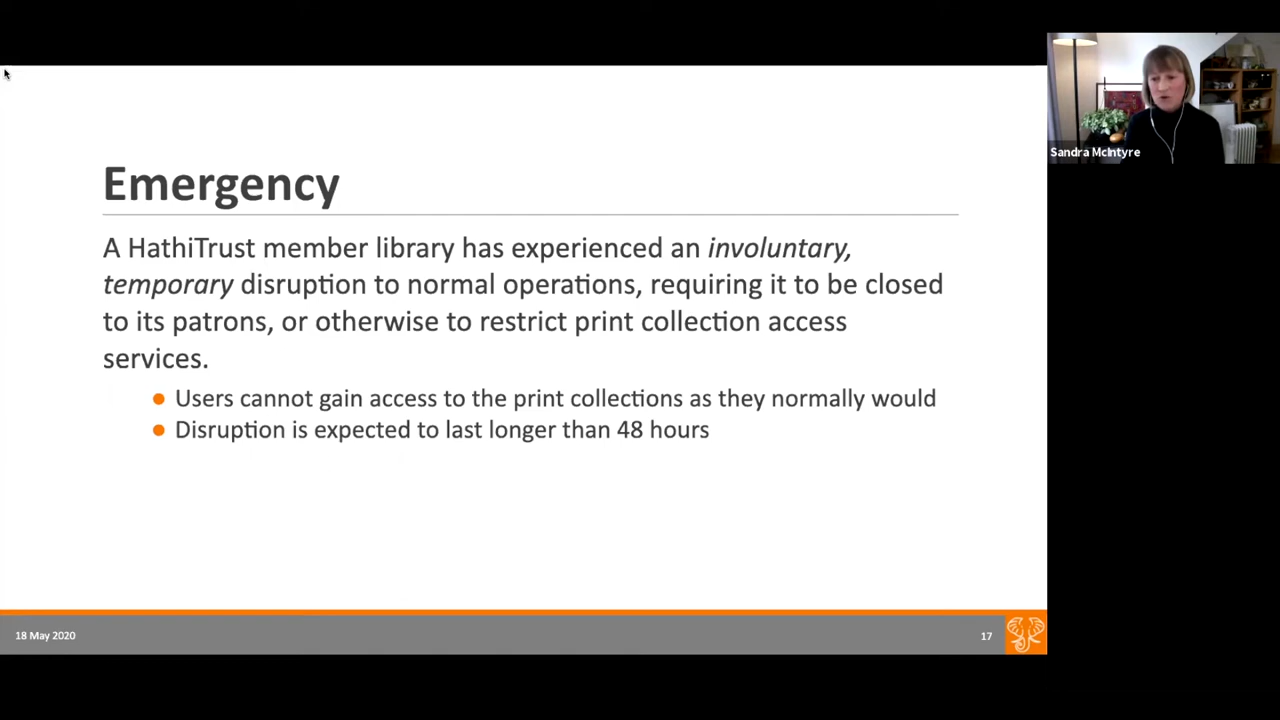 Sandra McIntyre
Emergency
A HathiTrust member library has experienced an involuntary,
temporary disruption to normal operations, requiring it to be closed
to its patrons, or otherwise to restrict print collection access
services.
Users cannot gain access to the print collections as they normally would
Disruption is expected to last longer than 48 hours
18 May 2020
17